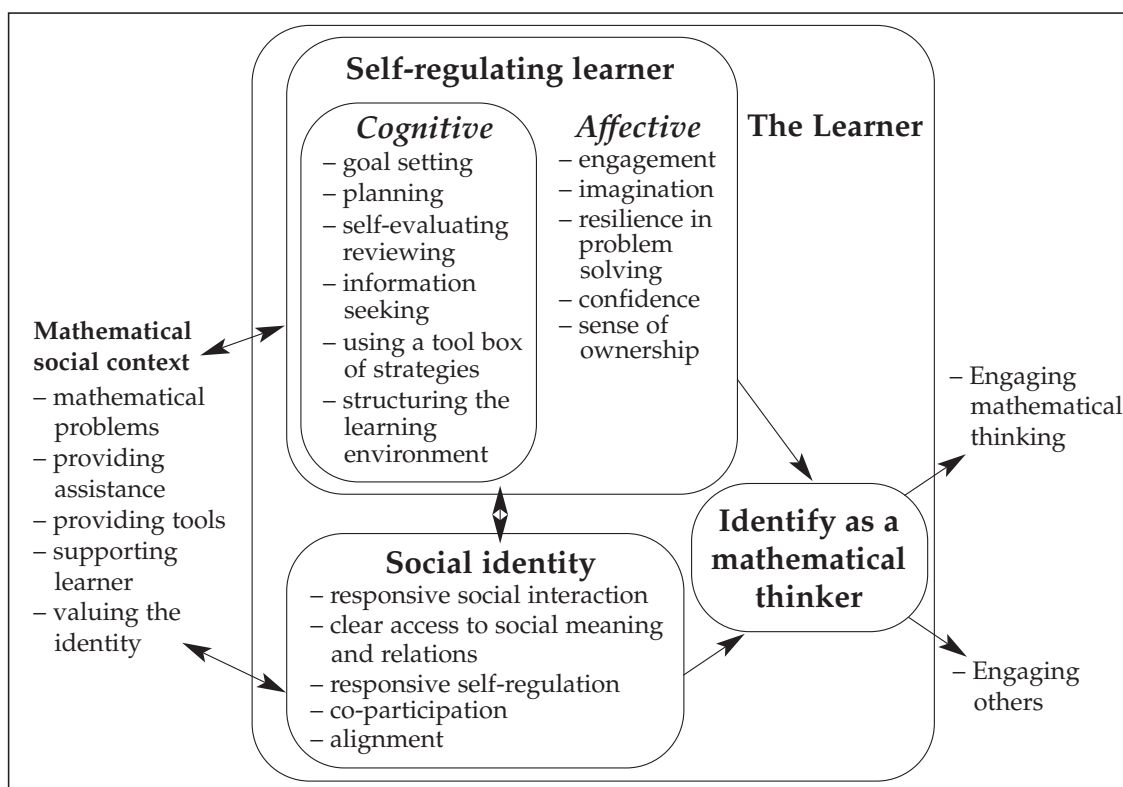 Self-regulating learner
The Learner
Cognitive
– goal setting
– planning
– self-evaluating
reviewing
– information
seeking
– using a tool box
of strategies
– structuring the
learning
environment
Affective
– engagement
– imagination
– resilience in
problem
solving
– confidence
– sense of
ownership
Mathematical
social context
– mathematical
problems
– providing
assistance
– providing tools
– supporting
learner
– valuing the
identity
Social identity
– responsive social interaction
– clear access to social meaning
and relations
– responsive self-regulation
– co-participation
– alignment
Identify as a
mathematical
thinker
– Engaging
mathematical
thinking
– Engaging
others